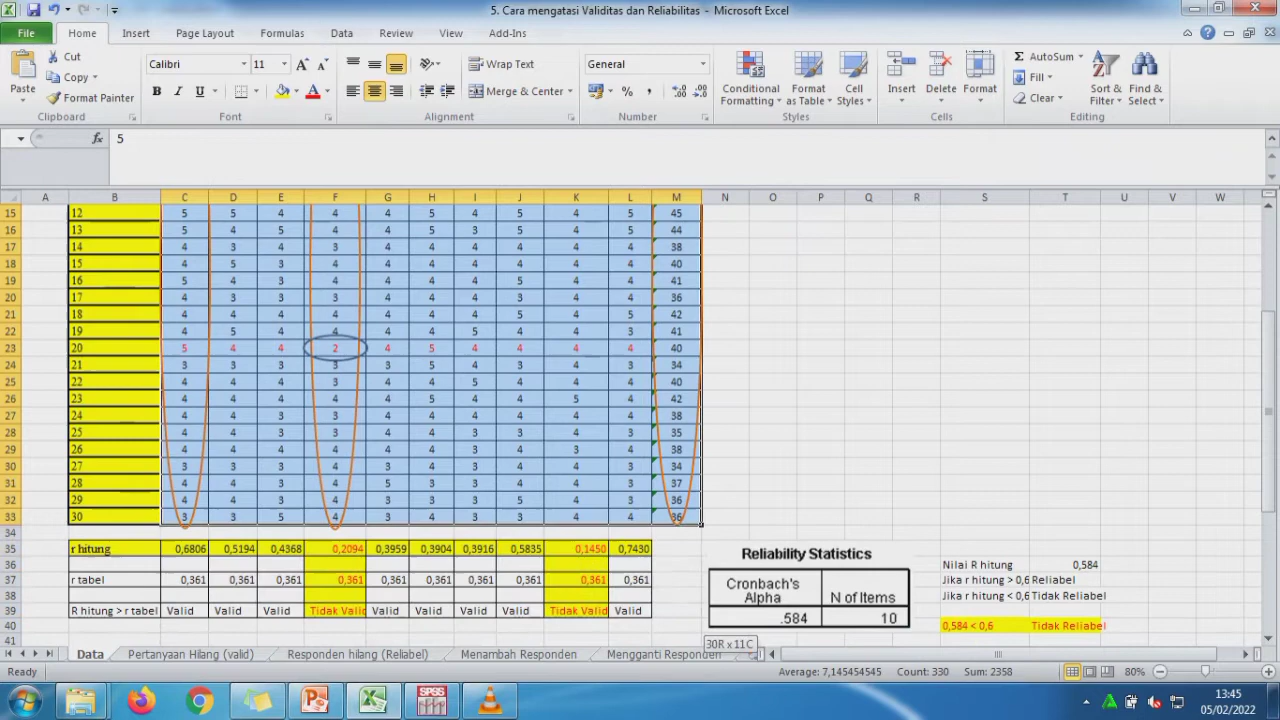 5. Cara mengatasi Validitas dan Reliabilitas - Microsoft Excel
File Home Insert Page Layout Formulas Data Review View Add-Ins
Paste Cut Copy Format Painter Clipboard
Calibri 11 A A B I U A Font
Wrap Text Merge & Center Alignment
General % , Number
Conditional Formatting Format as Table Cell Styles Styles
Insert Delete Format Cells
AutoSum Fill Clear Sort & Filter Find & Select Editing
fx 5
A B C D E F G H I J K L M N O P Q R S T U V W
15 12 5 5 4 4 4 5 4 5 4 5 45
16 13 5 4 5 4 4 5 3 5 4 5 44
17 14 4 3 4 3 4 4 4 4 4 4 38
18 15 4 5 3 4 4 4 4 4 4 4 40
19 16 5 4 3 4 4 4 4 5 4 4 41
20 17 4 3 3 3 4 4 4 4 3 4 36
21 18 4 4 4 4 4 4 4 5 4 5 42
22 19 4 5 4 4 4 4 5 4 4 3 41
23 20 5 4 4 2 4 5 4 4 4 4 40
24 21 3 3 3 3 3 5 4 4 3 3 34
25 22 4 4 4 3 4 4 5 4 4 4 40
26 23 4 4 4 4 4 5 4 4 5 4 42
27 24 4 4 3 3 4 4 4 4 4 4 38
28 25 4 4 3 3 4 4 3 3 4 3 35
29 26 4 4 4 4 4 4 3 4 3 4 38
30 27 3 3 3 4 3 4 3 4 4 3 34
31 28 4 4 3 4 5 3 3 4 4 3 37
32 29 4 4 3 4 3 3 3 5 4 3 36
33 30 3 3 5 4 3 4 3 3 4 4 36
34
35 r hitung 0,6806 0,5194 0,4368 0,2094 0,3959 0,3904 0,3916 0,5835 0,1450 0,7430
36
37 r tabel 0,361 0,361 0,361 0,361 0,361 0,361 0,361 0,361 0,361 0,361
38
39 R hitung > r tabel Valid Valid Valid Tidak Valid Valid Valid Valid Valid Tidak Valid Valid
40
41
Reliability Statistics
Cronbach's Alpha N of Items
.584 10
Nilai R hitung 0,584
Jika r hitung > 0,6 Reliabel
Jika r hitung < 0,6 Tidak Reliabel
0,584 < 0,6 Tidak Reliabel
30R x 11C
Data Pertanyaan Hilang (valid) Responden hilang (Reliabel) Menambah Responden Mengganti Responden
Ready Average: 7,145454545 Count: 330 Sum: 2358 80%
SPSS
13:45
05/02/2022